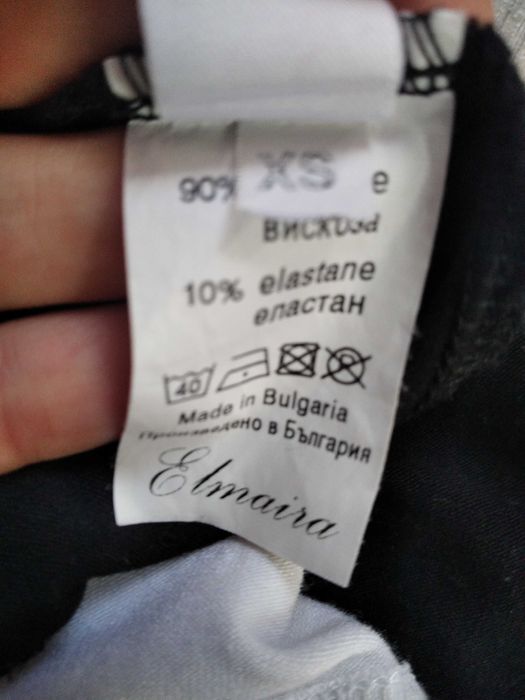 XS
90% e
вискоза
10% elastane
еластан
40
Made in Bulgaria
Произведено в България
Elmaira